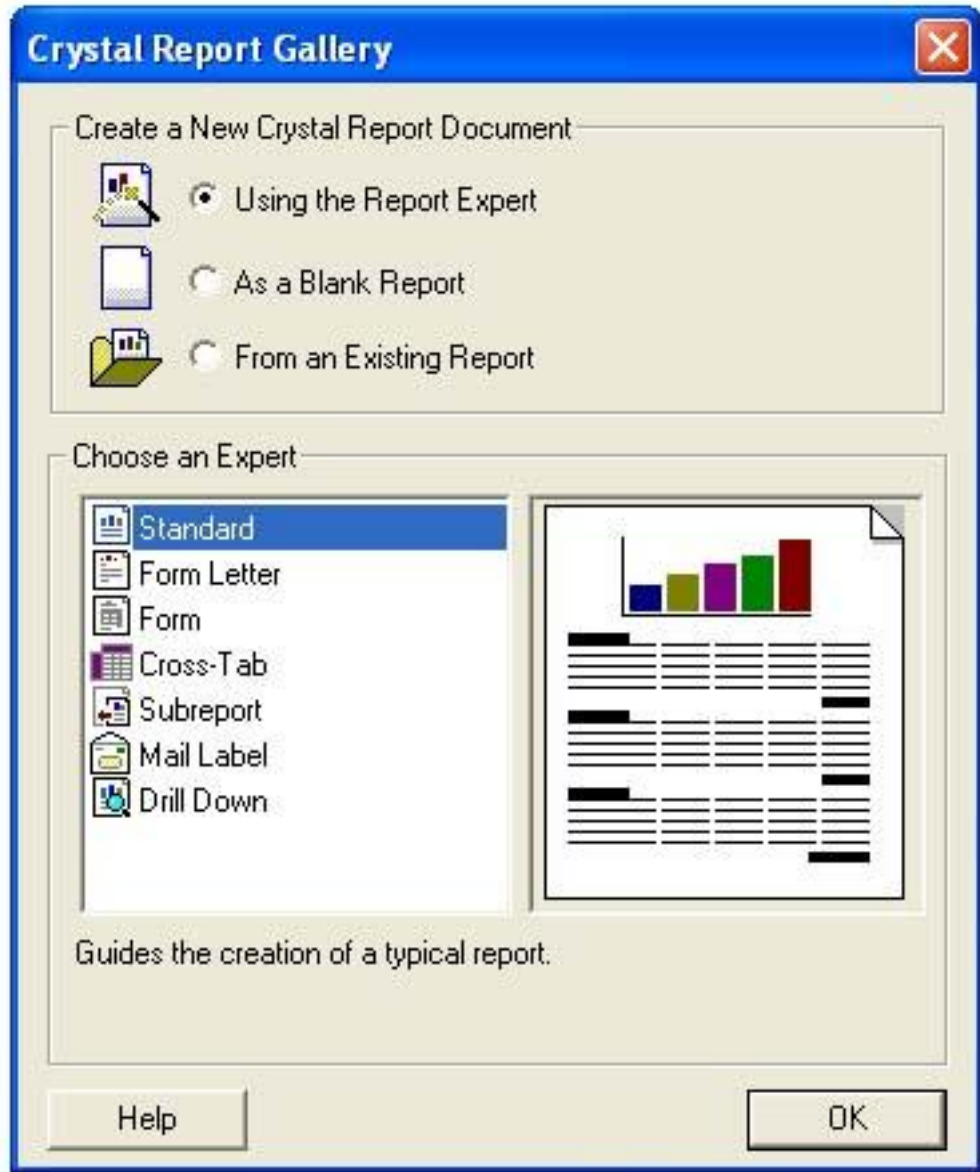 Crystal Report Gallery
Create a New Crystal Report Document
Using the Report Expert
As a Blank Report
From an Existing Report
Choose an Expert
Standard
Form Letter
Form
Cross-Tab
Subreport
Mail Label
Drill Down
Guides the creation of a typical report.
Help
OK